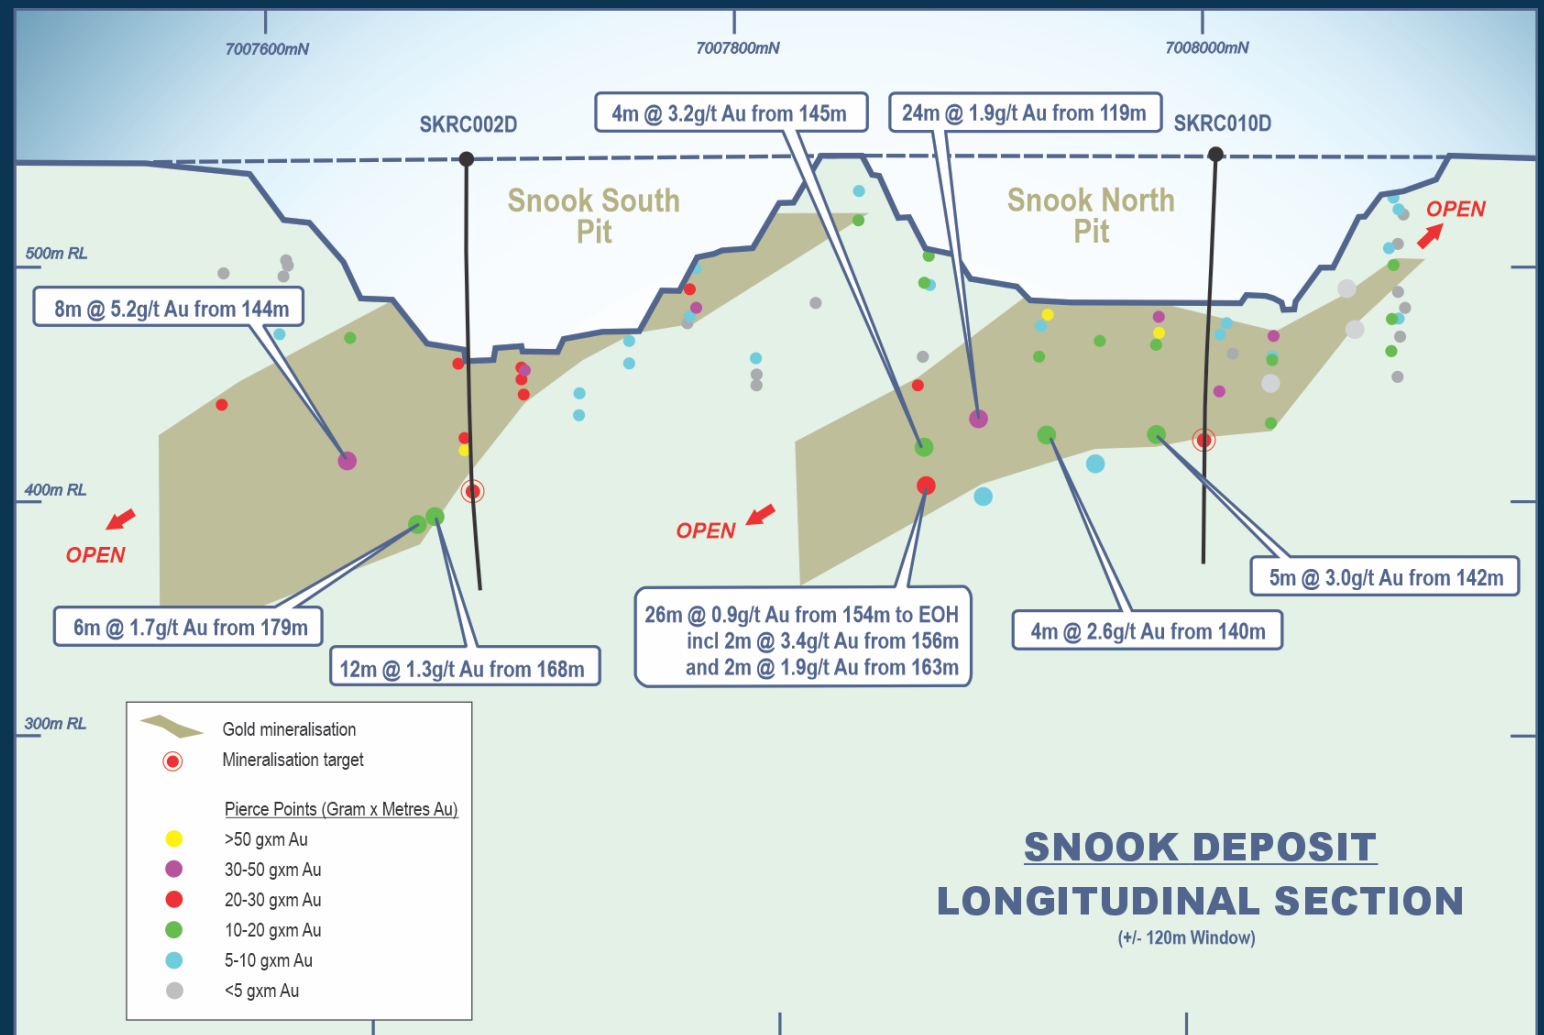 7007600mN
7007800mN
7008000mN
SKRC002D
4m @ 3.2g/t Au from 145m
24m @ 1.9g/t Au from 119m
SKRC010D
Snook South
Pit
Snook North
Pit
OPEN
500m RL
8m @ 5.2g/t Au from 144m
400m RL
OPEN
OPEN
5m @ 3.0g/t Au from 142m
6m @ 1.7g/t Au from 179m
12m @ 1.3g/t Au from 168m
26m @ 0.9g/t Au from 154m to EOH
incl 2m @ 3.4g/t Au from 156m
and 2m @ 1.9g/t Au from 163m
4m @ 2.6g/t Au from 140m
300m RL
Gold mineralisation
Mineralisation target
Pierce Points (Gram x Metres Au)
>50 gxm Au
30-50 gxm Au
20-30 gxm Au
10-20 gxm Au
5-10 gxm Au
<5 gxm Au
SNOOK DEPOSIT
LONGITUDINAL SECTION
(+/- 120m Window)